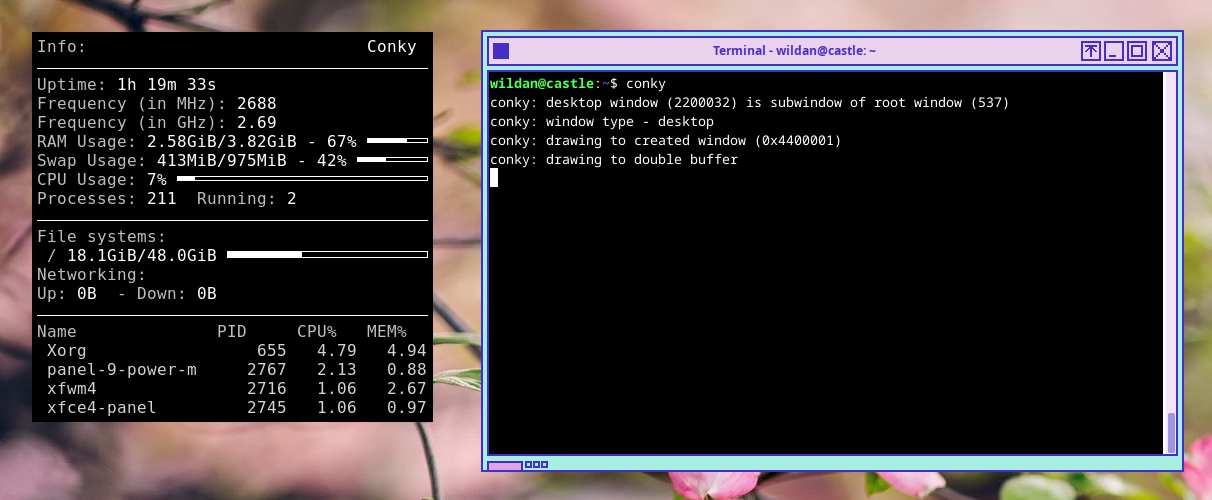 Info: Conky
Uptime: 1h 19m 33s
Frequency (in MHz): 2688
Frequency (in GHz): 2.69
RAM Usage: 2.58GiB/3.82GiB - 67%
Swap Usage: 413MiB/975MiB - 42%
CPU Usage: 7%
Processes: 211  Running: 2
File systems:
/ 18.1GiB/48.0GiB
Networking:
Up: 0B  - Down: 0B
Name PID CPU% MEM%
Xorg 655 4.79 4.94
panel-9-power-m 2767 2.13 0.88
xfwm4 2716 1.06 2.67
xfce4-panel 2745 1.06 0.97
Terminal - wildan@castle: ~
wildan@castle:~$ conky
conky: desktop window (2200032) is subwindow of root window (537)
conky: window type - desktop
conky: drawing to created window (0x4400001)
conky: drawing to double buffer